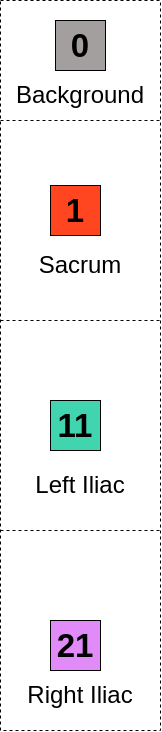 0
Background
1
Sacrum
11
Left Iliac
21
Right Iliac